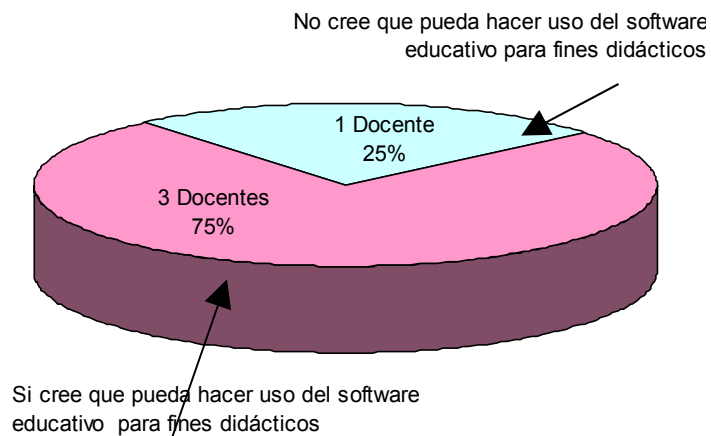 No cree que pueda hacer uso del software
educativo para fines didácticos
1 Docente
25%
3 Docentes
75%
Si cree que pueda hacer uso del software
educativo para fines didácticos